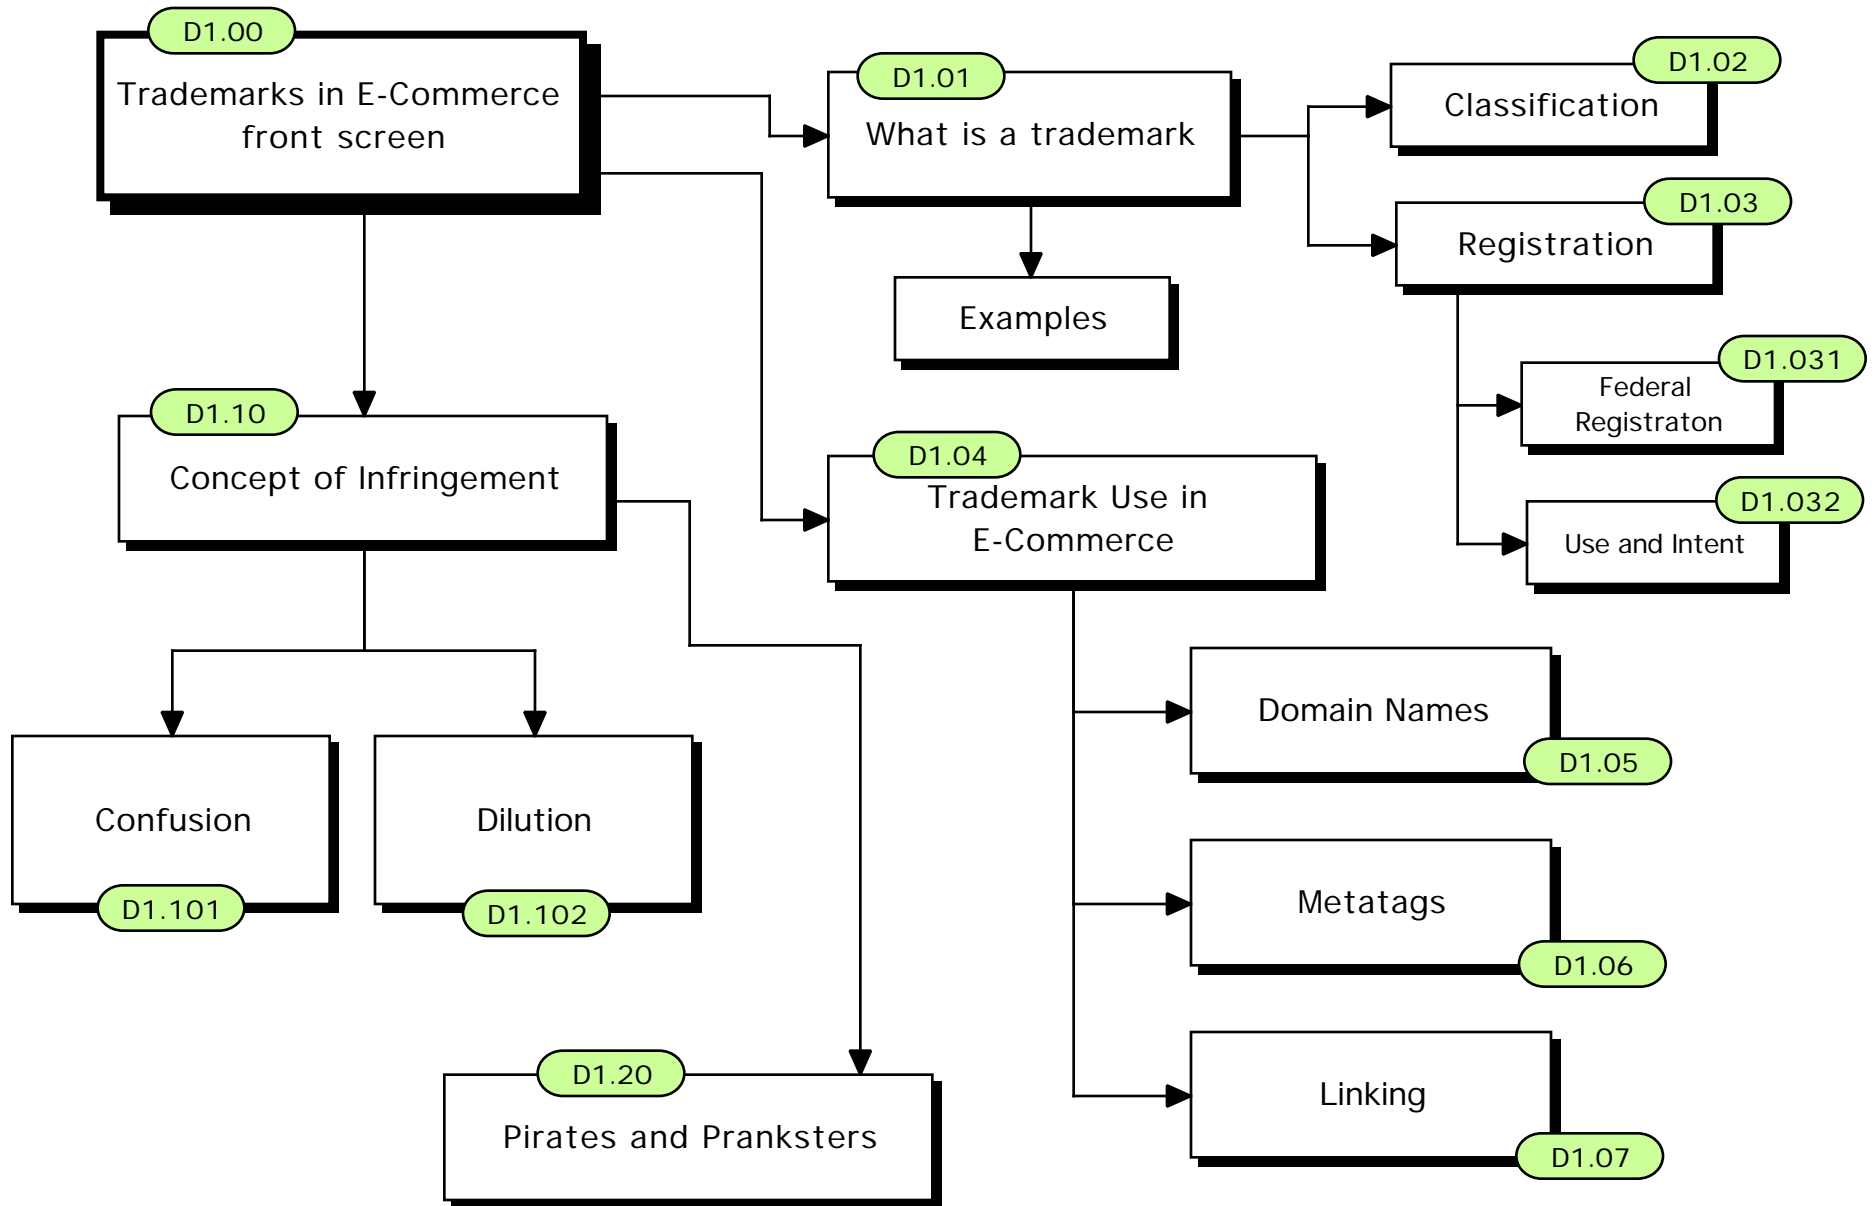 D1.00
Trademarks in E-Commerce
front screen
D1.01
What is a trademark
D1.02
Classification
D1.03
Registration
Examples
D1.031
Federal
Registraton
D1.032
Use and Intent
D1.10
Concept of Infringement
D1.04
Trademark Use in
E-Commerce
Domain Names
D1.05
Confusion
D1.101
Dilution
D1.102
Metatags
D1.06
D1.20
Pirates and Pranksters
Linking
D1.07